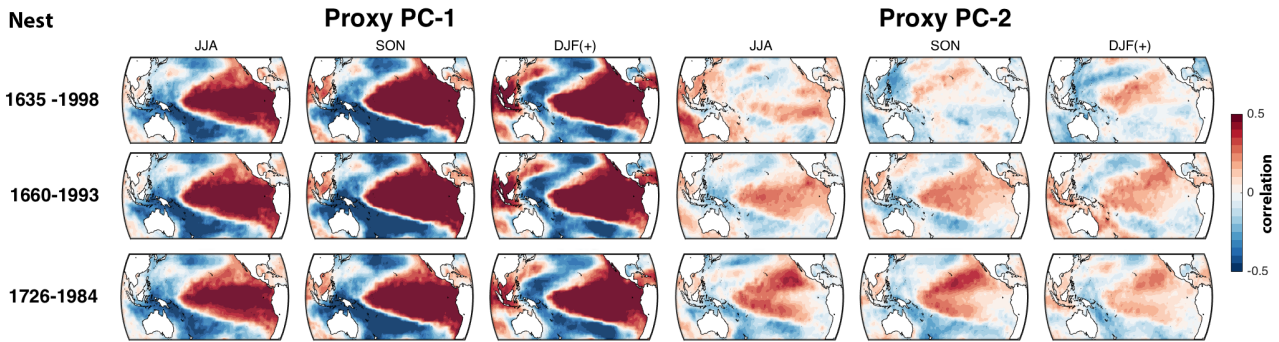 Nest
Proxy PC-1
Proxy PC-2
JJA
SON
DJF(+)
JJA
SON
DJF(+)
1635 -1998
1660-1993
1726-1984
0.5
0
-0.5
correlation